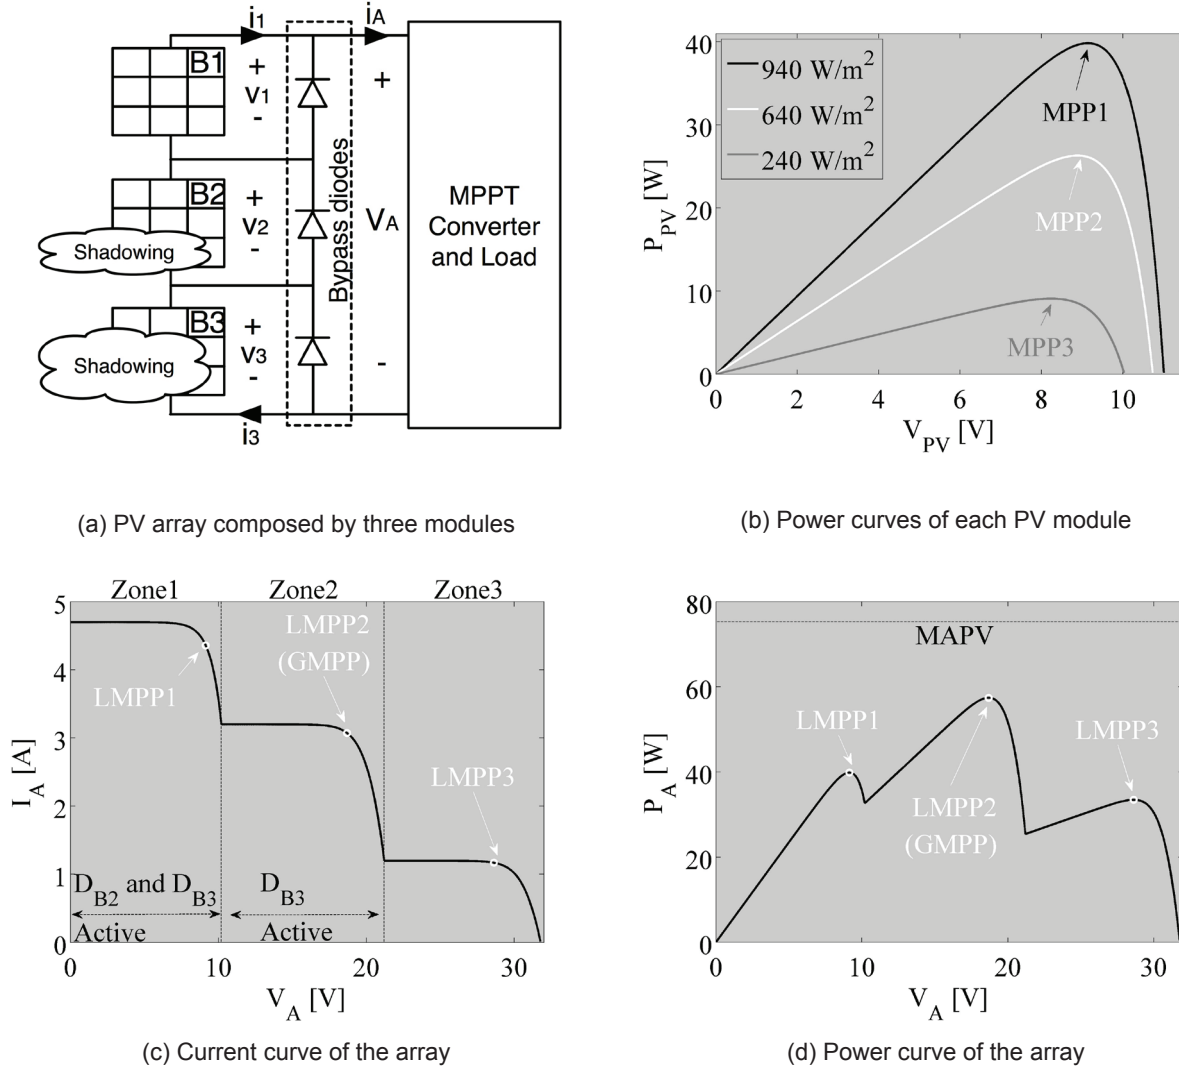 i1
iA
B1
+
v1
-
+
B2
+
v2
-
Shadowing
Bypass diodes
VA
MPPT
Converter
and Load
B3
+
v3
-
Shadowing
-
i3
(a) PV array composed by three modules
40
30
20
10
0
PPV [W]
940 W/m²
640 W/m²
240 W/m²
MPP1
MPP2
MPP3
0 2 4 6 8 10
VPV [V]
(b) Power curves of each PV module
Zone1 Zone2 Zone3
5
4
3
2
1
0
IA [A]
LMPP1
LMPP2
(GMPP)
LMPP3
DB2 and DB3
Active
DB3
Active
0 10 20 30
VA [V]
(c) Current curve of the array
80
60
40
20
0
PA [W]
MAPV
LMPP1
LMPP2
(GMPP)
LMPP3
0 10 20 30
VA [V]
(d) Power curve of the array